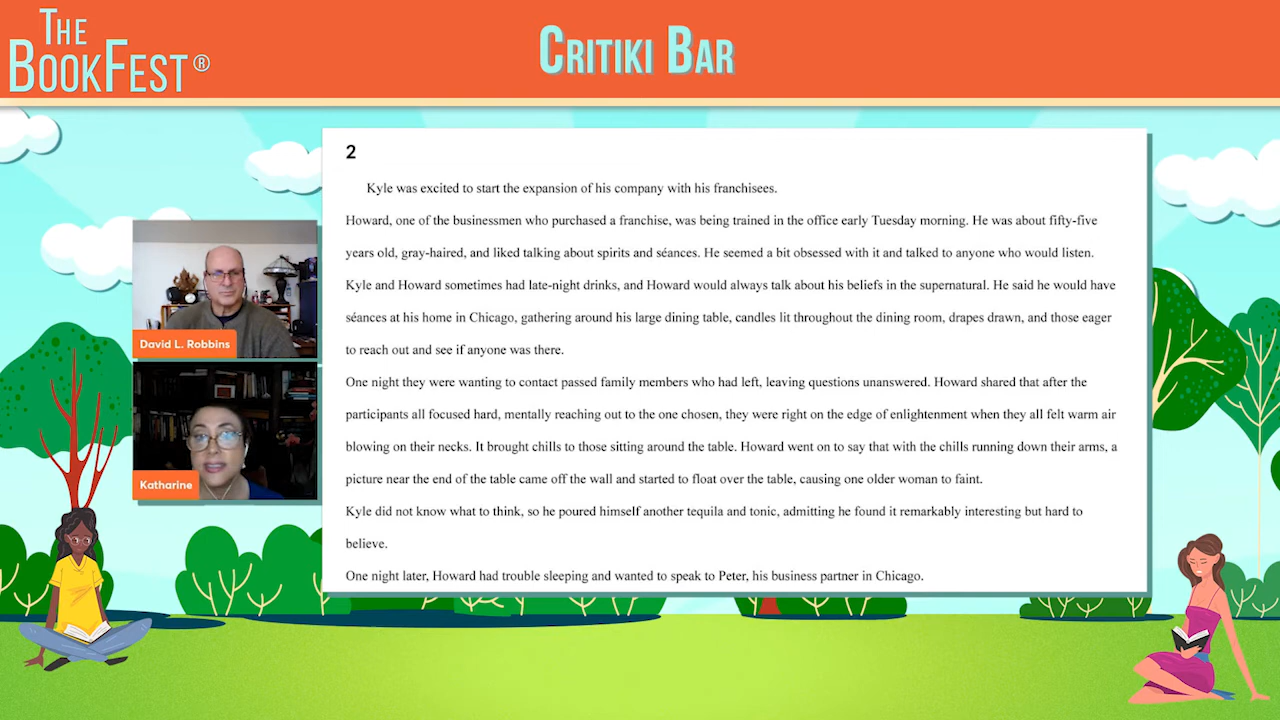 The
BookFest®
Critiki Bar
David L. Robbins
Katharine
2
Kyle was excited to start the expansion of his company with his franchisees.
Howard, one of the businessmen who purchased a franchise, was being trained in the office early Tuesday morning. He was about fifty-five
years old, gray-haired, and liked talking about spirits and séances. He seemed a bit obsessed with it and talked to anyone who would listen.
Kyle and Howard sometimes had late-night drinks, and Howard would always talk about his beliefs in the supernatural. He said he would have
séances at his home in Chicago, gathering around his large dining table, candles lit throughout the dining room, drapes drawn, and those eager
to reach out and see if anyone was there.
One night they were wanting to contact passed family members who had left, leaving questions unanswered. Howard shared that after the
participants all focused hard, mentally reaching out to the one chosen, they were right on the edge of enlightenment when they all felt warm air
blowing on their necks. It brought chills to those sitting around the table. Howard went on to say that with the chills running down their arms, a
picture near the end of the table came off the wall and started to float over the table, causing one older woman to faint.
Kyle did not know what to think, so he poured himself another tequila and tonic, admitting he found it remarkably interesting but hard to
believe.
One night later, Howard had trouble sleeping and wanted to speak to Peter, his business partner in Chicago.